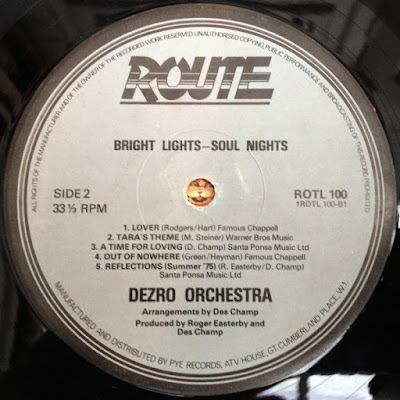 ALL RIGHTS OF THE MANUFACTURER AND OF THE OWNER OF THE RECORDED WORK RESERVED. UNAUTHORISED COPYING, PUBLIC PERFORMANCE AND BROADCASTING OF THIS RECORD PROHIBITED
ROUTE
BRIGHT LIGHTS—SOUL NIGHTS
SIDE 2
33⅓ RPM
ROTL 100
1ROTL 100-B1
1. LOVER (Rodgers/Hart) Famous Chappell
2. TARA'S THEME (M. Steiner) Warner Bros Music
3. A TIME FOR LOVING (D. Champ) Santa Ponsa Music Ltd
4. OUT OF NOWHERE (Green/Heyman) Famous Chappell
5. REFLECTIONS (Summer '75) (R. Easterby/D. Champ)
Santa Ponsa Music Ltd
DEZRO ORCHESTRA
Arrangements by Des Champ
Produced by Roger Easterby and
Des Champ
MANUFACTURED AND DISTRIBUTED BY PYE RECORDS, ATV HOUSE, GT. CUMBERLAND PLACE, W.1.